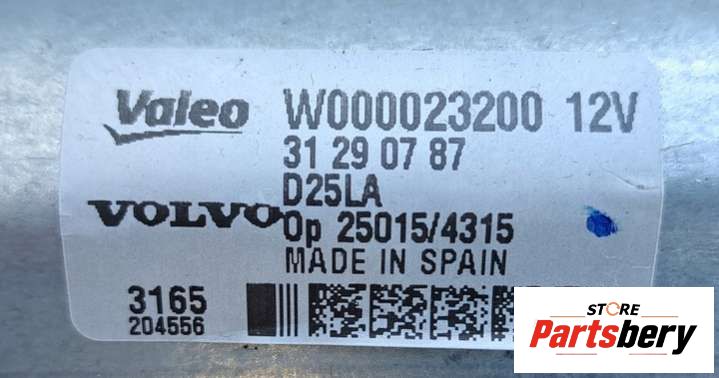 Valeo W000023200 12V
31 29 07 87
D25LA
VOLVO Op 25015/4315
MADE IN SPAIN
3165
204556
STORE
Partsbery